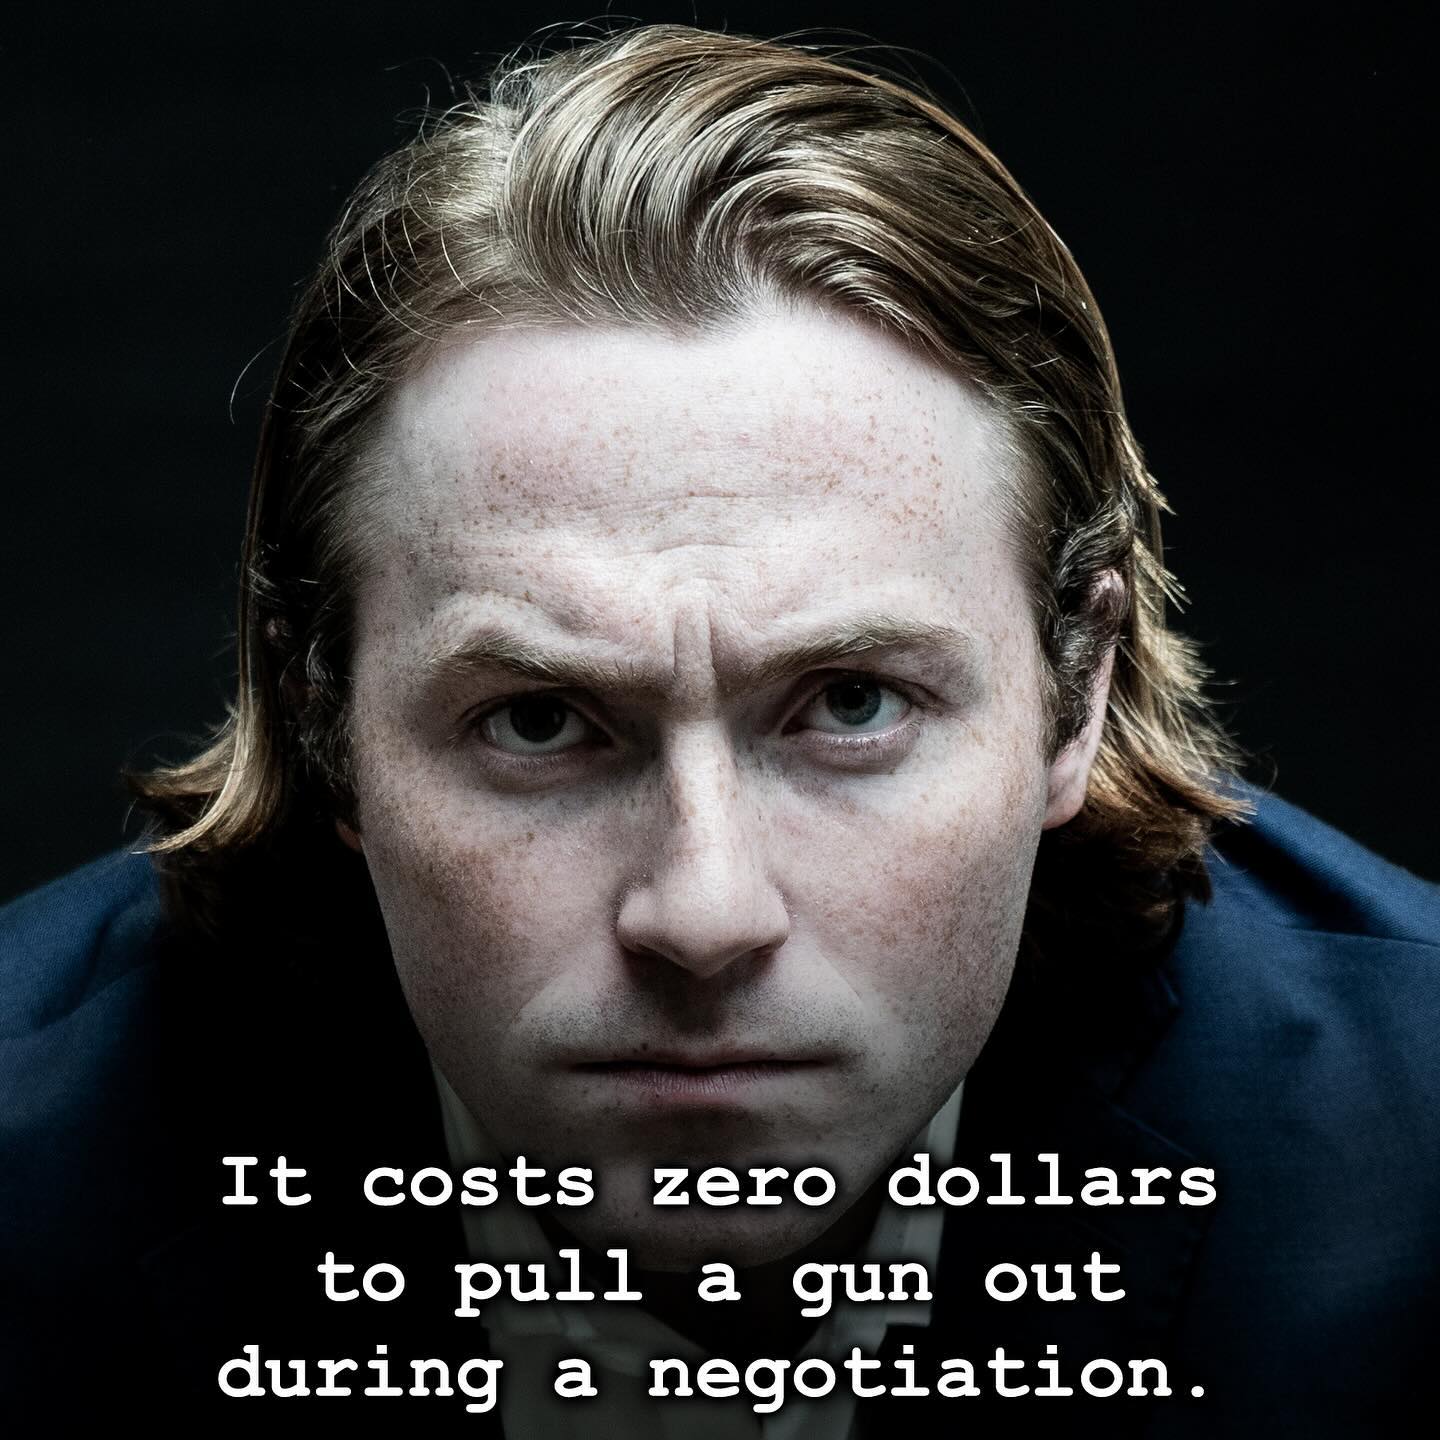 It costs zero dollars
to pull a gun out
during a negotiation.